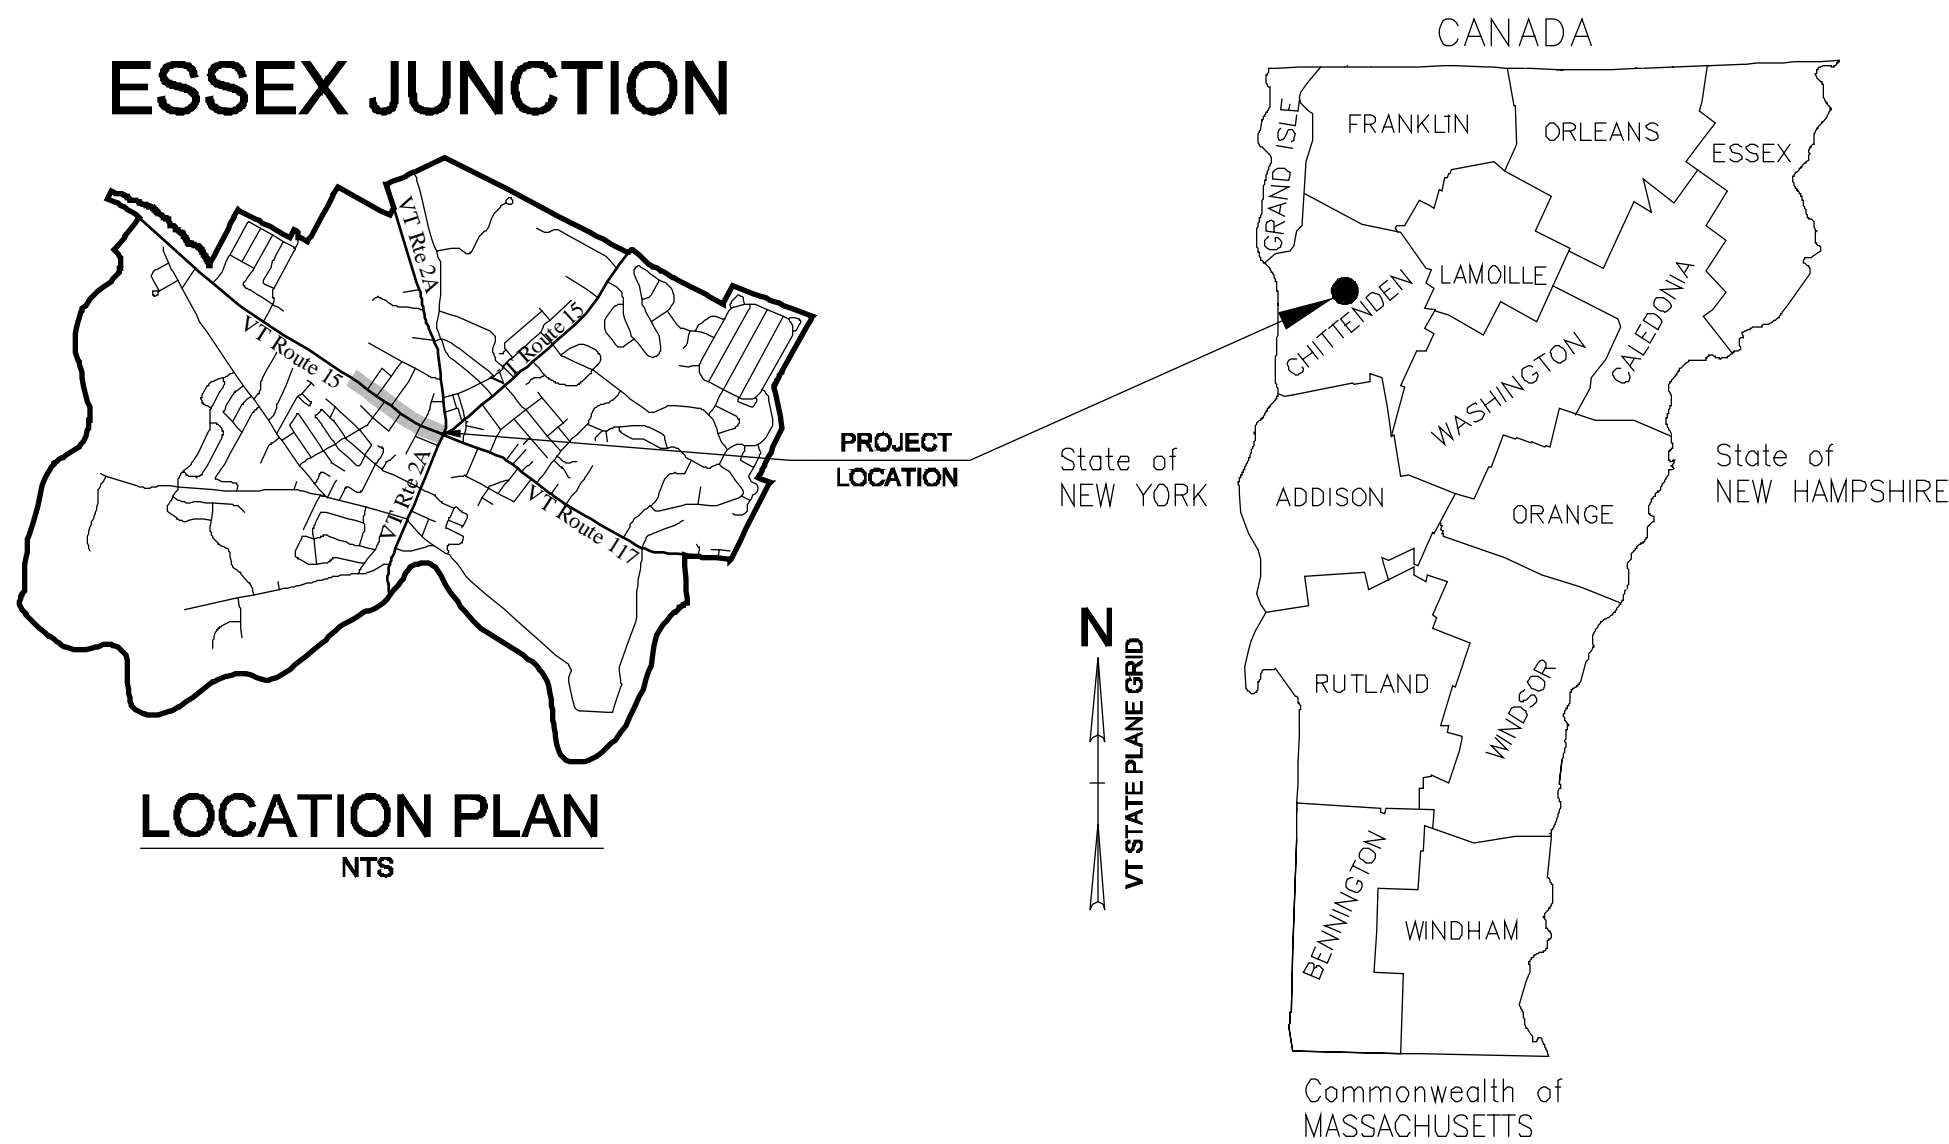 ESSEX JUNCTION
VT Rte 2A
VT Route 15
VT Route 15
VT Rte 2A
VT Route 117
PROJECT
LOCATION
LOCATION PLAN
NTS
CANADA
GRAND ISLE
FRANKLIN
ORLEANS
ESSEX
LAMOILLE
CHITTENDEN
CALEDONIA
WASHINGTON
State of
NEW YORK
State of
NEW HAMPSHIRE
ADDISON
ORANGE
N
VT STATE PLANE GRID
RUTLAND
WINDSOR
BENNINGTON
WINDHAM
Commonwealth of
MASSACHUSETTS